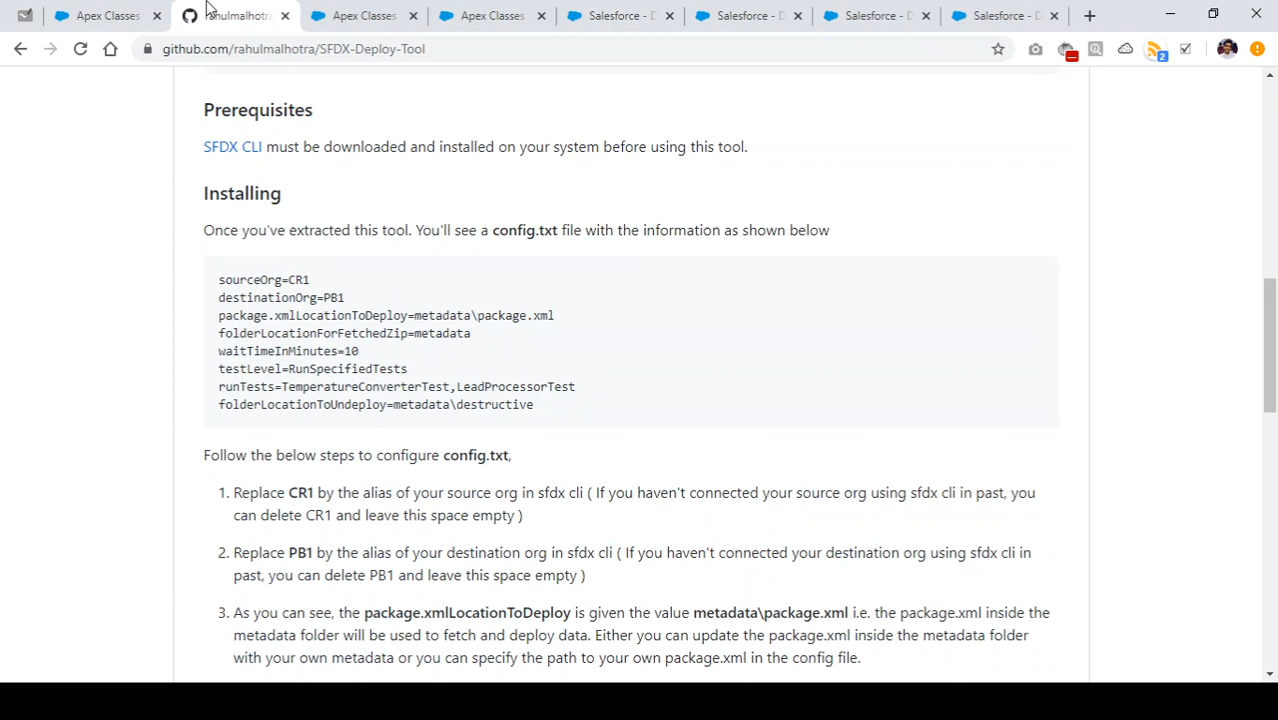 Apex Classes
rahulmalhotra
Apex Classes
Apex Classes
Salesforce - D
Salesforce - D
Salesforce - D
Salesforce - D
github.com/rahulmalhotra/SFDX-Deploy-Tool
2
Prerequisites
SFDX CLI must be downloaded and installed on your system before using this tool.
Installing
Once you've extracted this tool. You'll see a config.txt file with the information as shown below
sourceOrg=CR1
destinationOrg=PB1
package.xmlLocationToDeploy=metadata\package.xml
folderLocationForFetchedZip=metadata
waitTimeInMinutes=10
testLevel=RunSpecifiedTests
runTests=TemperatureConverterTest,LeadProcessorTest
folderLocationToUndeploy=metadata\destructive
Follow the below steps to configure config.txt,
1. Replace CR1 by the alias of your source org in sfdx cli ( If you haven't connected your source org using sfdx cli in past, you
can delete CR1 and leave this space empty )
2. Replace PB1 by the alias of your destination org in sfdx cli ( If you haven't connected your destination org using sfdx cli in
past, you can delete PB1 and leave this space empty )
3. As you can see, the package.xmlLocationToDeploy is given the value metadata\package.xml i.e. the package.xml inside the
metadata folder will be used to fetch and deploy data. Either you can update the package.xml inside the metadata folder
with your own metadata or you can specify the path to your own package.xml in the config file.